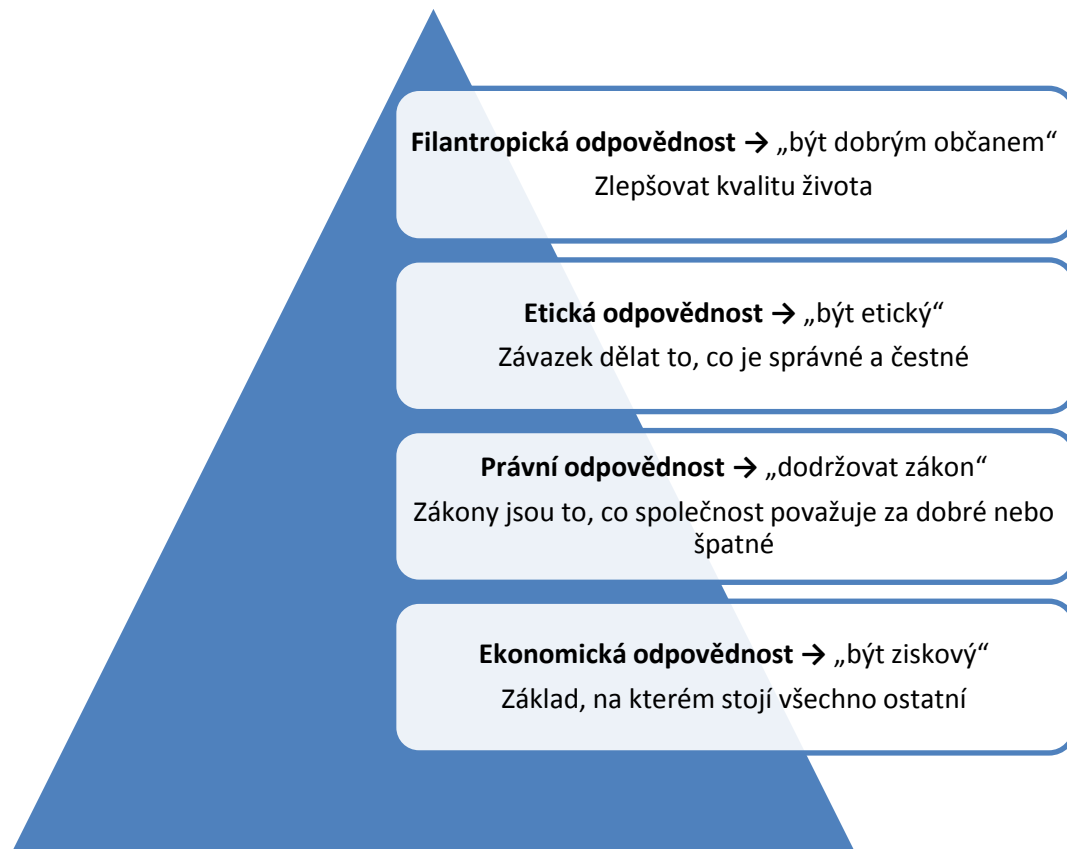 Filantropická odpovědnost → „být dobrým občanem“
Zlepšovat kvalitu života
Etická odpovědnost → „být etický“
Závazek dělat to, co je správné a čestné
Právní odpovědnost → „dodržovat zákon“
Zákony jsou to, co společnost považuje za dobré nebo
špatné
Ekonomická odpovědnost → „být ziskový“
Základ, na kterém stojí všechno ostatní